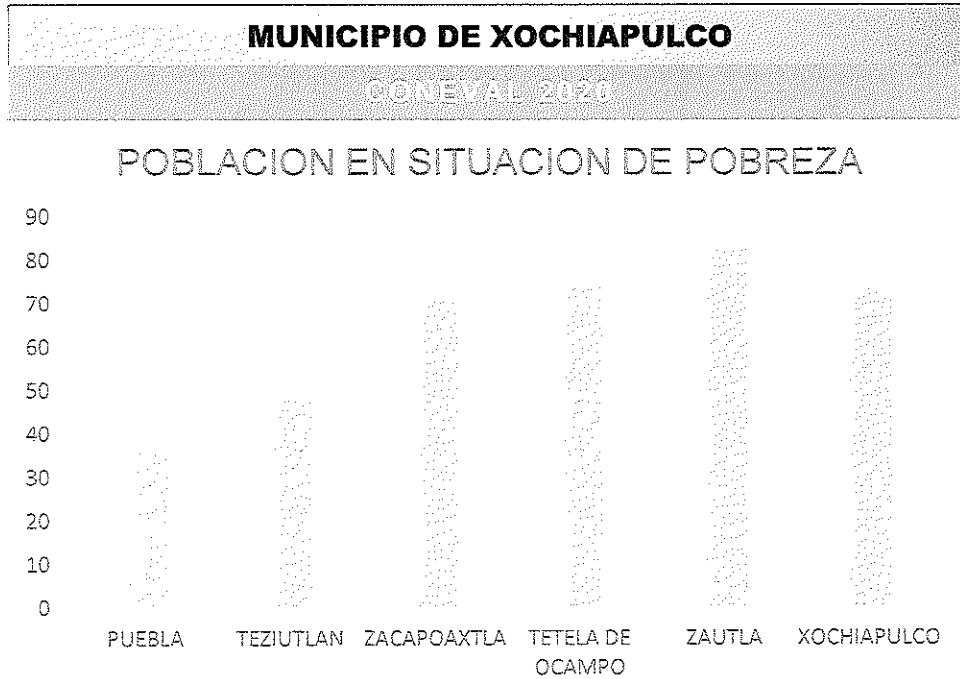 MUNICIPIO DE XOCHIAPULCO
CONEVAL 2020
POBLACION EN SITUACION DE POBREZA
90
80
70
60
50
40
30
20
10
0
PUEBLA
TEZIUTLAN
ZACAPOAXTLA
TETELA DE
OCAMPO
ZAUTLA
XOCHIAPULCO